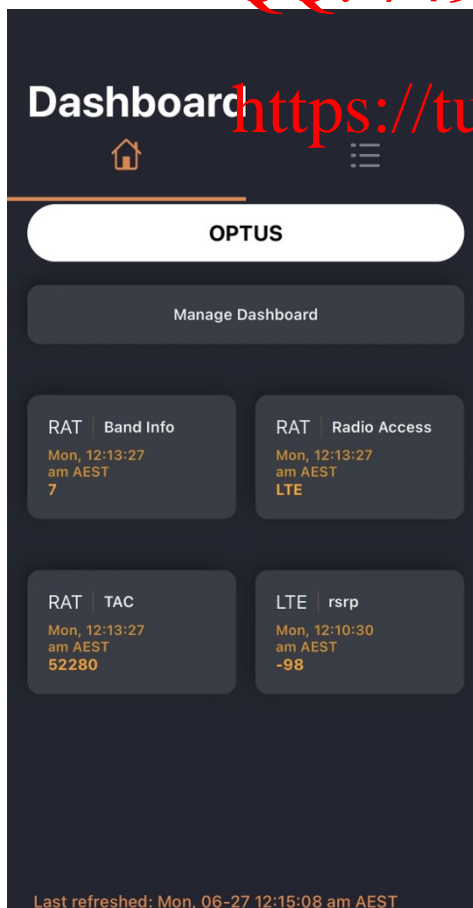 Dashboard
https://tu
OPTUS
Manage Dashboard
RAT Band Info
Mon, 12:13:27
am AEST
7
RAT Radio Access
Mon, 12:13:27
am AEST
LTE
RAT TAC
Mon, 12:13:27
am AEST
52280
LTE rsrp
Mon, 12:10:30
am AEST
-98
Last refreshed: Mon, 06-27 12:15:08 am AEST